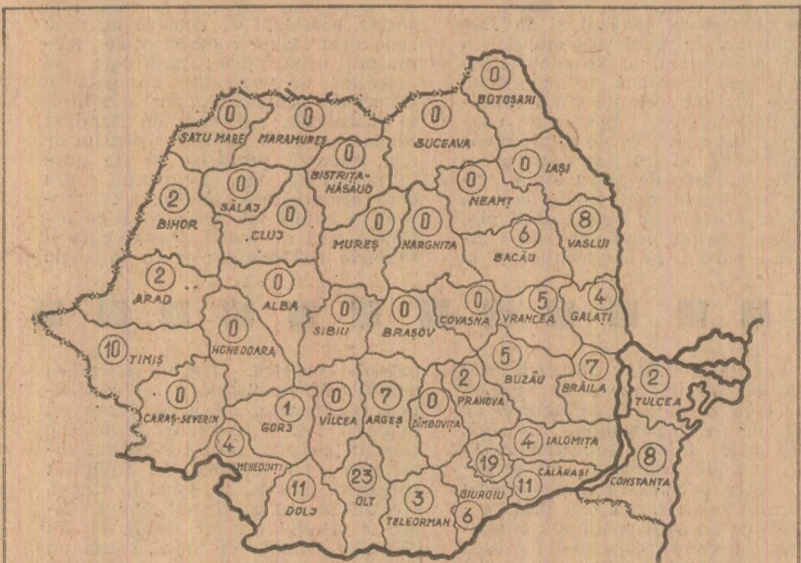 0
BOTOȘANI
0
SATU MARE
0
MARAMUREȘ
0
SUCEAVA
0
BISTRIȚA-
NĂSĂUD
0
IAȘI
0
SĂLAJ
0
NEAMȚ
2
BIHOR
0
CLUJ
0
MUREȘ
0
HARGHITA
6
BACĂU
8
VASLUI
2
ARAD
0
ALBA
0
SIBIU
0
BRAȘOV
0
COVASNA
5
VRANCEA
4
GALAȚI
10
TIMIȘ
0
HUNEDOARA
5
BUZĂU
7
BRĂILA
2
TULCEA
0
CARAȘ-SEVERIN
1
GORJ
0
VÎLCEA
7
ARGEȘ
0
DÎMBOVIȚA
2
PRAHOVA
4
MEHEDINȚI
4
IALOMIȚA
8
CONSTANȚA
11
DOLJ
23
OLT
3
TELEORMAN
19
GIURGIU
6
CĂLĂRAȘI
11